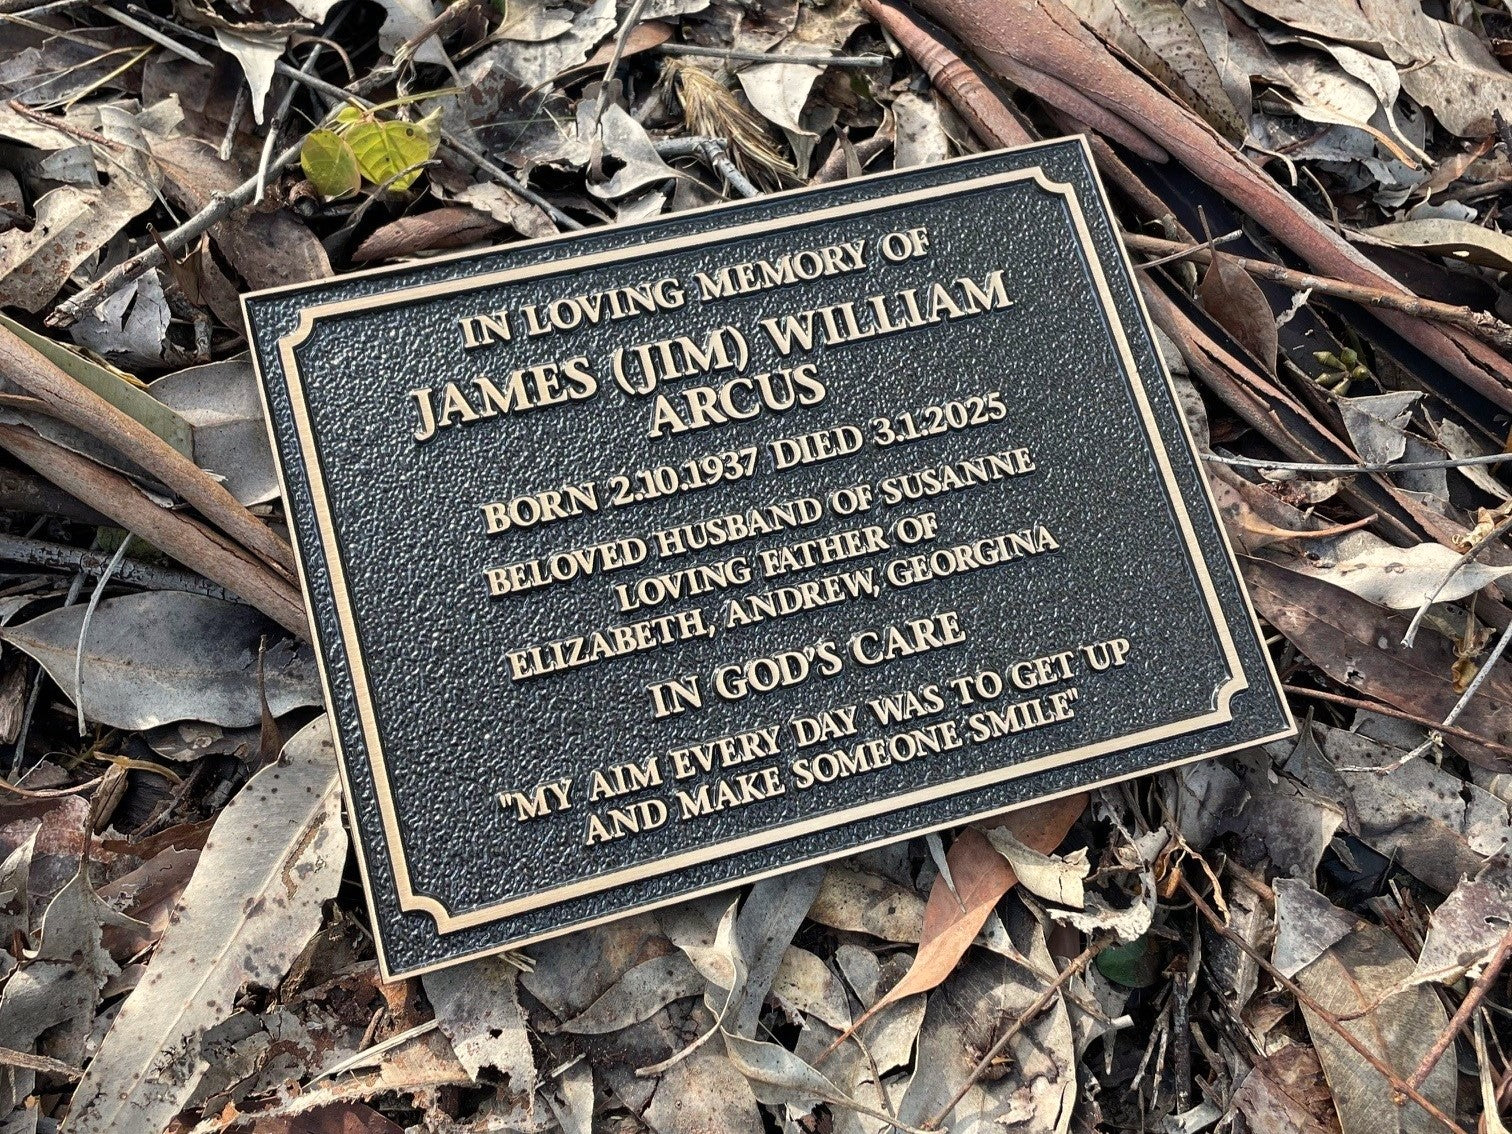 IN LOVING MEMORY OF
JAMES (JIM) WILLIAM
ARCUS
BORN 2.10.1937 DIED 3.1.2025
BELOVED HUSBAND OF SUSANNE
LOVING FATHER OF
ELIZABETH, ANDREW, GEORGINA
IN GOD'S CARE
"MY AIM EVERY DAY WAS TO GET UP
AND MAKE SOMEONE SMILE"